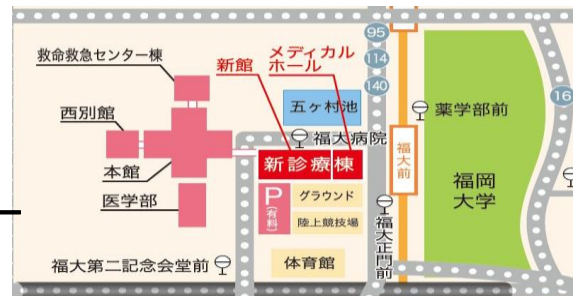 救命救急センター棟
新館
メディカル
ホール
95
114
140
16
西別館
五ヶ村池
薬学部前
福大病院
福大前
本館
新診療棟
福岡
大学
医学部
P
(有料)
グラウンド
陸上競技場
福大正門前
福大第二記念会堂前
体育館